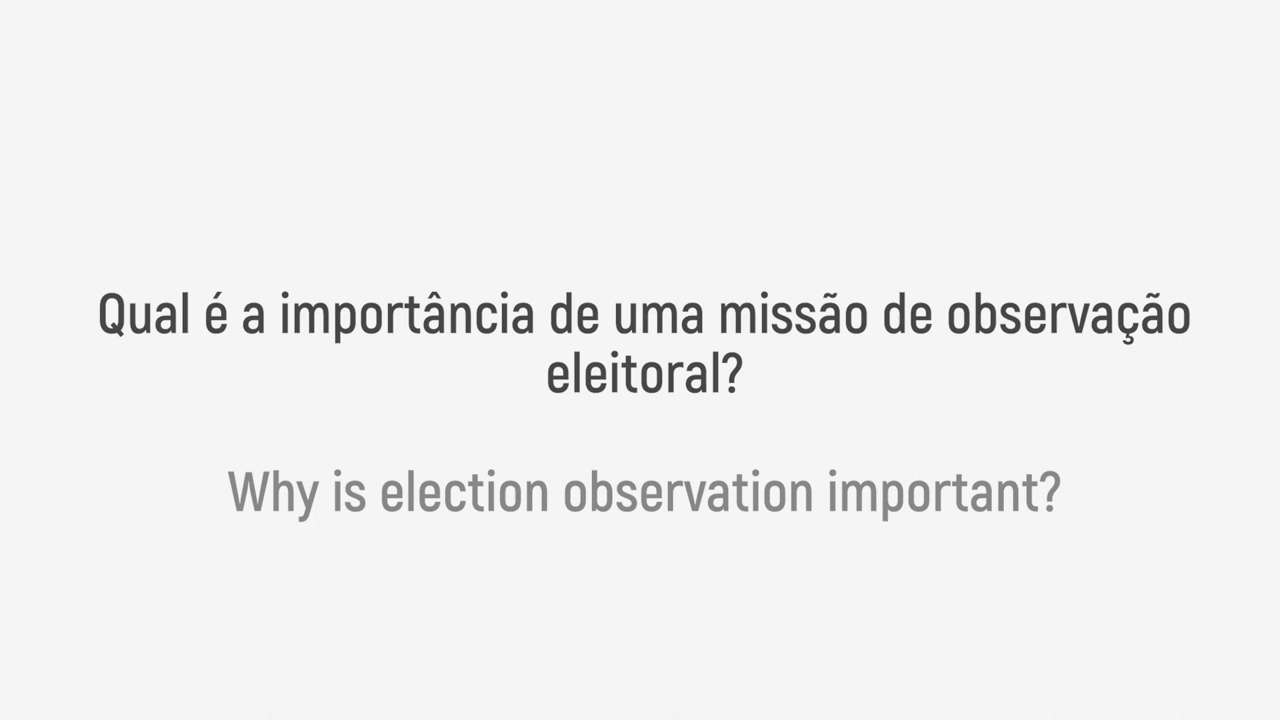 Qual é a importância de uma missão de observação
eleitoral?
Why is election observation important?